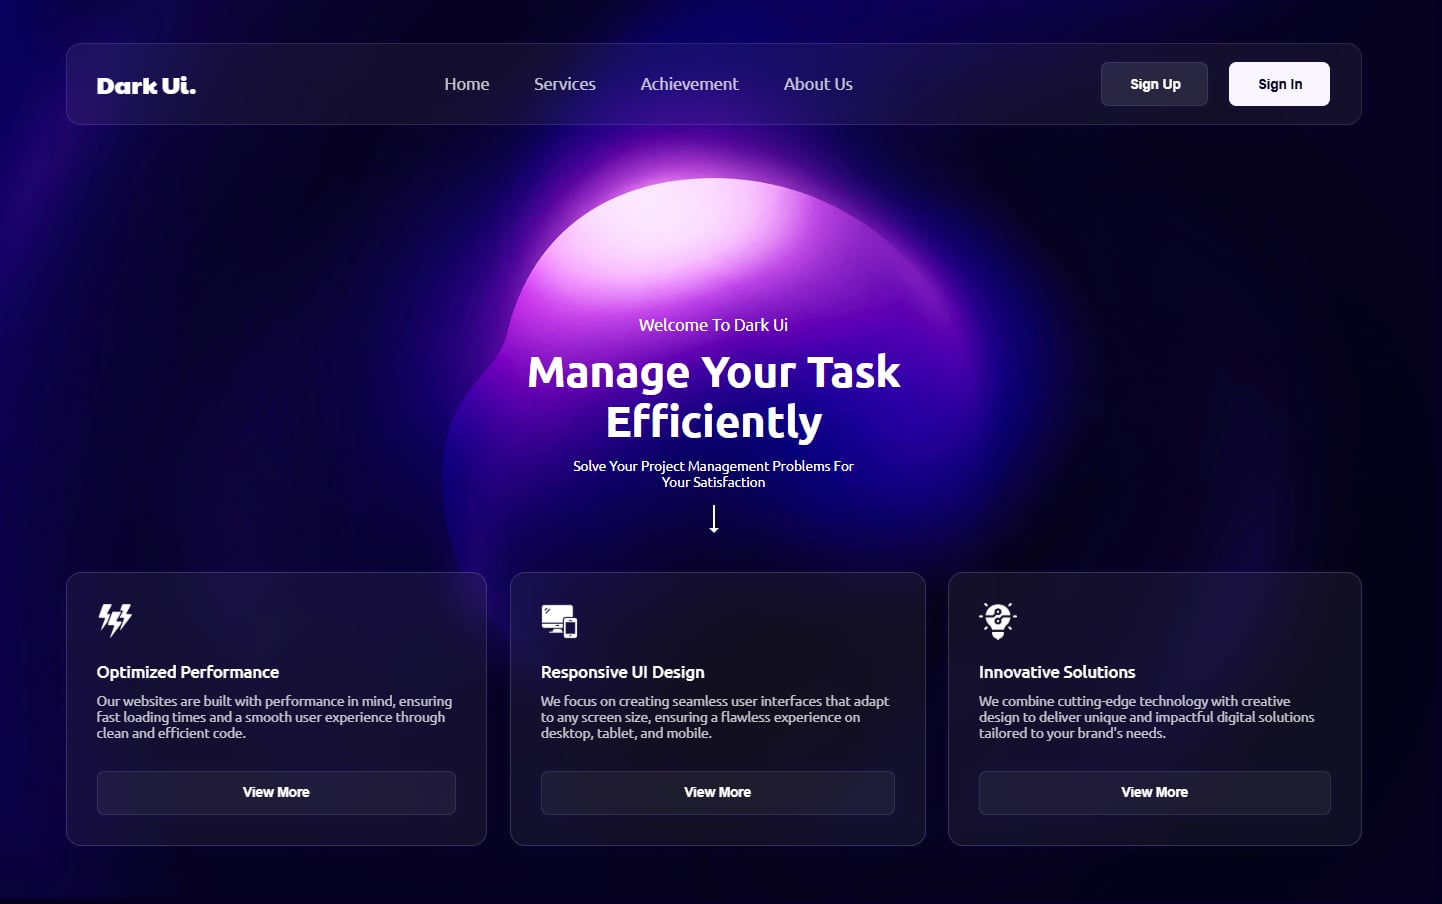 Dark Ui.
Home
Services
Achievement
About Us
Sign Up
Sign In
Welcome To Dark Ui
Manage Your Task
Efficiently
Solve Your Project Management Problems For
Your Satisfaction
Optimized Performance
Our websites are built with performance in mind, ensuring
fast loading times and a smooth user experience through
clean and efficient code.
View More
Responsive UI Design
We focus on creating seamless user interfaces that adapt
to any screen size, ensuring a flawless experience on
desktop, tablet, and mobile.
View More
Innovative Solutions
We combine cutting-edge technology with creative
design to deliver unique and impactful digital solutions
tailored to your brand's needs.
View More